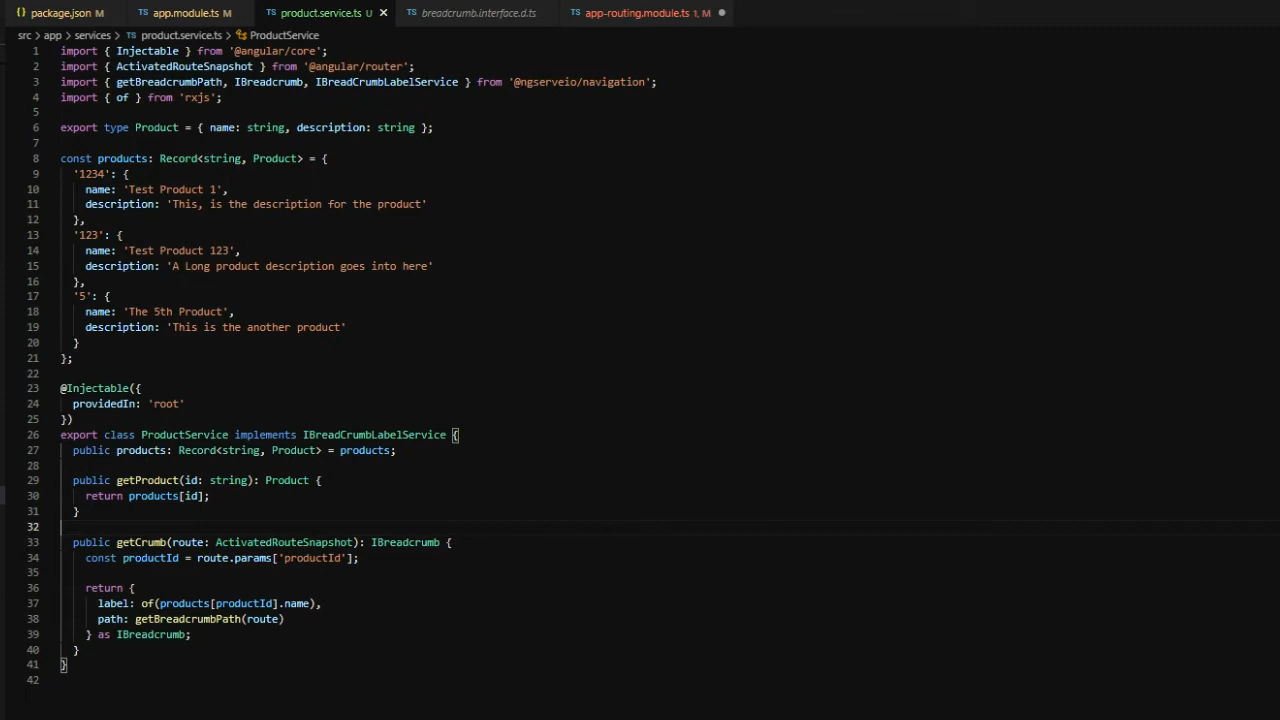 package.json M TS app.module.ts M TS product.service.ts U × TS breadcrumb.interface.d.ts TS app-routing.module.ts 1, M
src > app > services > TS product.service.ts > ProductService
1 import { Injectable } from '@angular/core';
2 import { ActivatedRouteSnapshot } from '@angular/router';
3 import { getBreadcrumbPath, IBreadcrumb, IBreadCrumbLabelService } from '@ngserveio/navigation';
4 import { of } from 'rxjs';
5
6 export type Product = { name: string, description: string };
7
8 const products: Record<string, Product> = {
9 '1234': {
10 name: 'Test Product 1',
11 description: 'This, is the description for the product'
12 },
13 '123': {
14 name: 'Test Product 123',
15 description: 'A Long product description goes into here'
16 },
17 '5': {
18 name: 'The 5th Product',
19 description: 'This is the another product'
20 }
21 };
22
23 @Injectable({
24 providedIn: 'root'
25 })
26 export class ProductService implements IBreadCrumbLabelService {
27 public products: Record<string, Product> = products;
28
29 public getProduct(id: string): Product {
30 return products[id];
31 }
32
33 public getCrumb(route: ActivatedRouteSnapshot): IBreadcrumb {
34 const productId = route.params['productId'];
35
36 return {
37 label: of(products[productId].name),
38 path: getBreadcrumbPath(route)
39 } as IBreadcrumb;
40 }
41 }
42